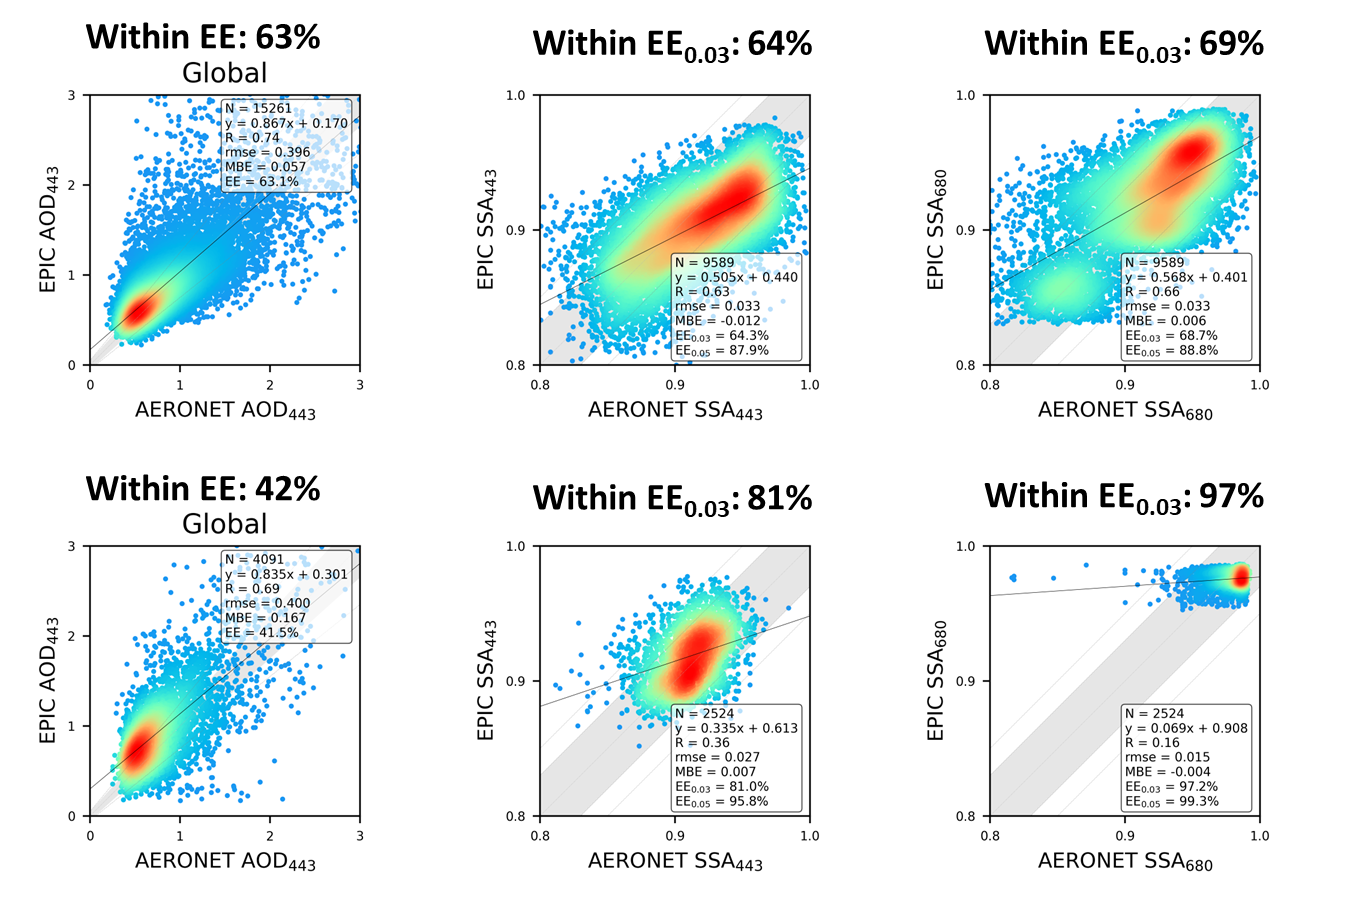 Within EE: 63%
Global
3
2
1
0
0
1
2
3
EPIC AOD443
AERONET AOD443
N = 15261
y = 0.867x + 0.170
R = 0.74
rmse = 0.396
MBE = 0.057
EE = 63.1%
Within EE0.03: 64%
1.0
0.9
0.8
0.8
0.9
1.0
EPIC SSA443
AERONET SSA443
N = 9589
y = 0.505x + 0.440
R = 0.63
rmse = 0.033
MBE = -0.012
EE0.03 = 64.3%
EE0.05 = 87.9%
Within EE0.03: 69%
1.0
0.9
0.8
0.8
0.9
1.0
EPIC SSA680
AERONET SSA680
N = 9589
y = 0.568x + 0.401
R = 0.66
rmse = 0.033
MBE = 0.006
EE0.03 = 68.7%
EE0.05 = 88.8%
Within EE: 42%
Global
3
2
1
0
0
1
2
3
EPIC AOD443
AERONET AOD443
N = 4091
y = 0.835x + 0.301
R = 0.69
rmse = 0.400
MBE = 0.167
EE = 41.5%
Within EE0.03: 81%
1.0
0.9
0.8
0.8
0.9
1.0
EPIC SSA443
AERONET SSA443
N = 2524
y = 0.335x + 0.613
R = 0.36
rmse = 0.027
MBE = 0.007
EE0.03 = 81.0%
EE0.05 = 95.8%
Within EE0.03: 97%
1.0
0.9
0.8
0.8
0.9
1.0
EPIC SSA680
AERONET SSA680
N = 2524
y = 0.069x + 0.908
R = 0.16
rmse = 0.015
MBE = -0.004
EE0.03 = 97.2%
EE0.05 = 99.3%